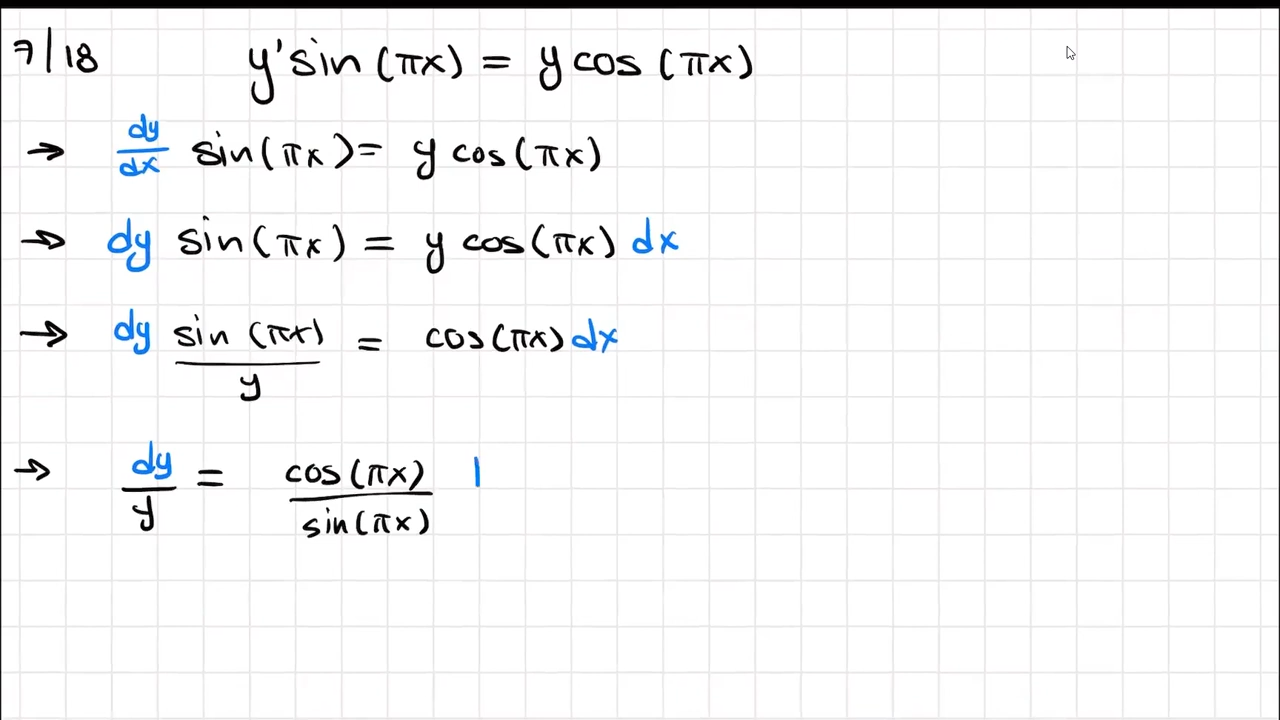 7/18 y' sin(πx) = y cos(πx)
→ dy/dx sin(πx) = y cos(πx)
→ dy sin(πx) = y cos(πx) dx
→ dy sin(πx)/y = cos(πx) dx
→ dy/y = cos(πx)/sin(πx)